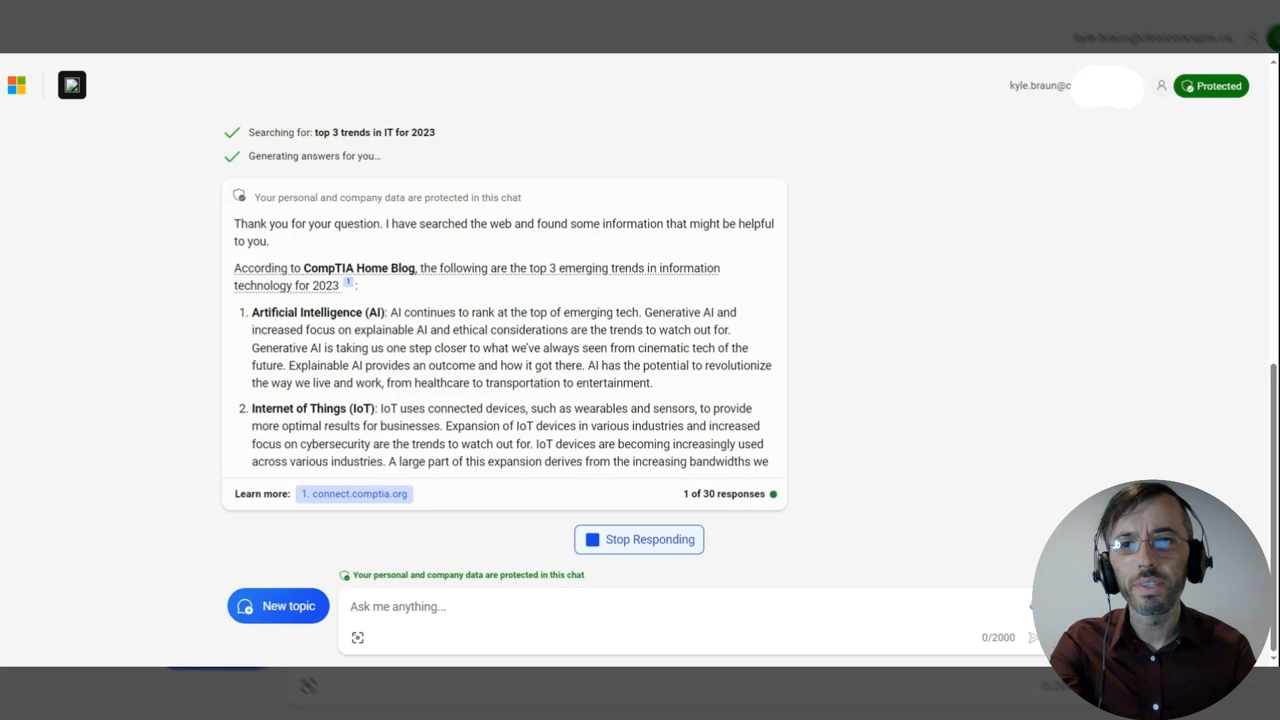 kyle.braun@c
Protected
Searching for: top 3 trends in IT for 2023
Generating answers for you...
Your personal and company data are protected in this chat
Thank you for your question. I have searched the web and found some information that might be helpful
to you.
According to CompTIA Home Blog, the following are the top 3 emerging trends in information
technology for 2023 1 :
1. Artificial Intelligence (AI): AI continues to rank at the top of emerging tech. Generative AI and
increased focus on explainable AI and ethical considerations are the trends to watch out for.
Generative AI is taking us one step closer to what we've always seen from cinematic tech of the
future. Explainable AI provides an outcome and how it got there. AI has the potential to revolutionize
the way we live and work, from healthcare to transportation to entertainment.
2. Internet of Things (IoT): IoT uses connected devices, such as wearables and sensors, to provide
more optimal results for businesses. Expansion of IoT devices in various industries and increased
focus on cybersecurity are the trends to watch out for. IoT devices are becoming increasingly used
across various industries. A large part of this expansion derives from the increasing bandwidths we
Learn more: 1. connect.comptia.org
1 of 30 responses
Stop Responding
Your personal and company data are protected in this chat
New topic
Ask me anything...
0/2000